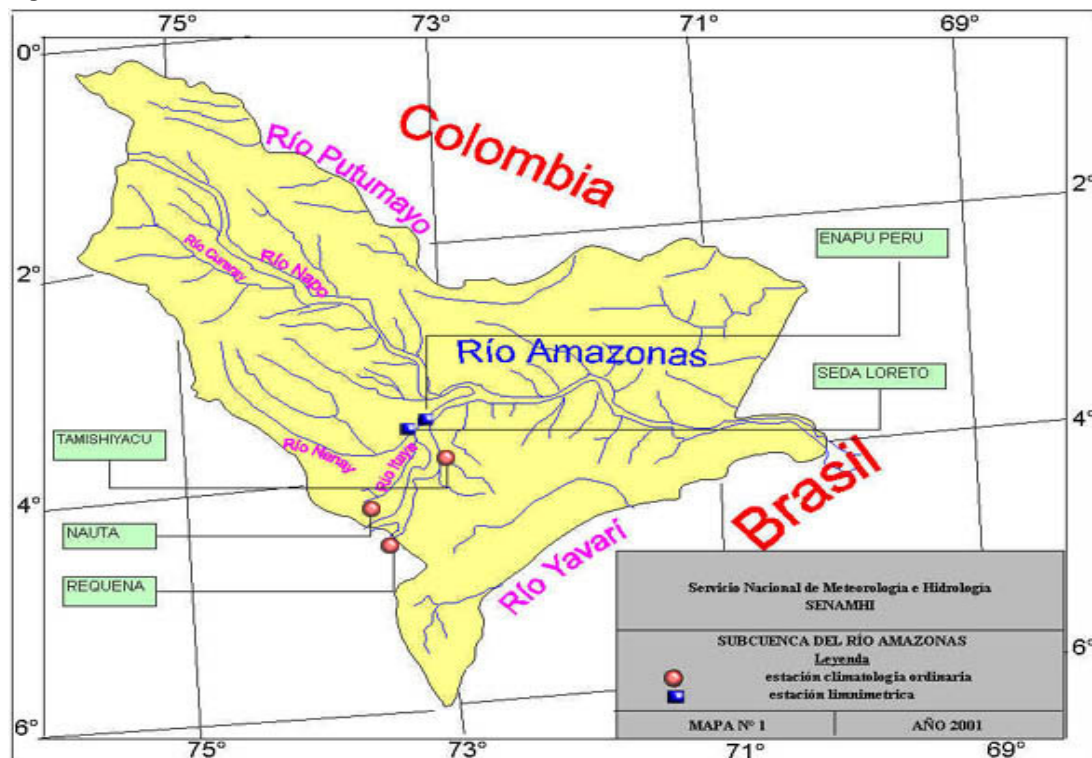 75°
73°
71°
69°
0°
Colombia
Río Putumayo
2°
ENAPU PERU
Río Curaray
Río Napo
2°
Río Amazonas
SEDA LORETO
4°
TAMISHIYACU
Río Nanay
Río Itaya
Brasil
4°
NAUTA
Río Yavarí
REQUENA
Servicio Nacional de Meteorología e Hidrología
SENAMHI
SUBCUENCA DEL RÍO AMAZONAS
Leyenda
estación climatologia ordinaria
estación limnimetrica
6°
MAPA Nº 1
AÑO 2001
6°
75°
73°
71°
69°